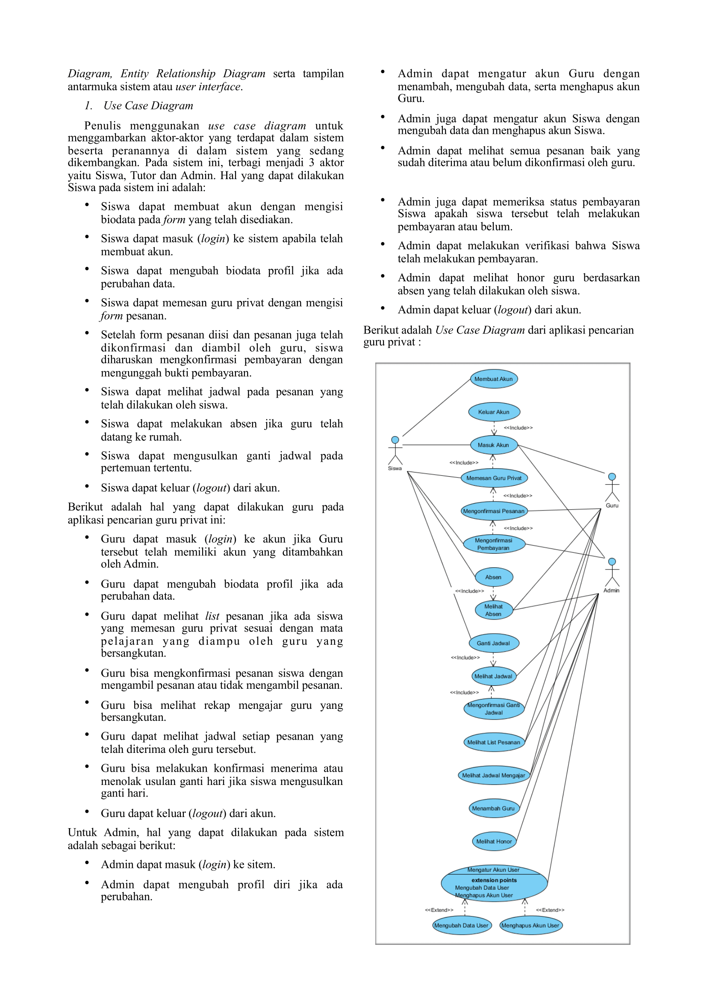 Diagram, Entity Relationship Diagram serta tampilan
antarmuka sistem atau user interface.
1. Use Case Diagram
Penulis menggunakan use case diagram untuk
menggambarkan aktor-aktor yang terdapat dalam sistem
beserta peranannya di dalam sistem yang sedang
dikembangkan. Pada sistem ini, terbagi menjadi 3 aktor
yaitu Siswa, Tutor dan Admin. Hal yang dapat dilakukan
Siswa pada sistem ini adalah:
• Siswa dapat membuat akun dengan mengisi
biodata pada form yang telah disediakan.
• Siswa dapat masuk (login) ke sistem apabila telah
membuat akun.
• Siswa dapat mengubah biodata profil jika ada
perubahan data.
• Siswa dapat memesan guru privat dengan mengisi
form pesanan.
• Setelah form pesanan diisi dan pesanan juga telah
dikonfirmasi dan diambil oleh guru, siswa
diharuskan mengkonfirmasi pembayaran dengan
mengunggah bukti pembayaran.
• Siswa dapat melihat jadwal pada pesanan yang
telah dilakukan oleh siswa.
• Siswa dapat melakukan absen jika guru telah
datang ke rumah.
• Siswa dapat mengusulkan ganti jadwal pada
pertemuan tertentu.
• Siswa dapat keluar (logout) dari akun.
Berikut adalah hal yang dapat dilakukan guru pada
aplikasi pencarian guru privat ini:
• Guru dapat masuk (login) ke akun jika Guru
tersebut telah memiliki akun yang ditambahkan
oleh Admin.
• Guru dapat mengubah biodata profil jika ada
perubahan data.
• Guru dapat melihat list pesanan jika ada siswa
yang memesan guru privat sesuai dengan mata
pelajaran yang diampu oleh guru yang
bersangkutan.
• Guru bisa mengkonfirmasi pesanan siswa dengan
mengambil pesanan atau tidak mengambil pesanan.
• Guru bisa melihat rekap mengajar guru yang
bersangkutan.
• Guru dapat melihat jadwal setiap pesanan yang
telah diterima oleh guru tersebut.
• Guru bisa melakukan konfirmasi menerima atau
menolak usulan ganti hari jika siswa mengusulkan
ganti hari.
• Guru dapat keluar (logout) dari akun.
Untuk Admin, hal yang dapat dilakukan pada sistem
adalah sebagai berikut:
• Admin dapat masuk (login) ke sitem.
• Admin dapat mengubah profil diri jika ada
perubahan.
• Admin dapat mengatur akun Guru dengan
menambah, mengubah data, serta menghapus akun
Guru.
• Admin juga dapat mengatur akun Siswa dengan
mengubah data dan menghapus akun Siswa.
• Admin dapat melihat semua pesanan baik yang
sudah diterima atau belum dikonfirmasi oleh guru.
• Admin juga dapat memeriksa status pembayaran
Siswa apakah siswa tersebut telah melakukan
pembayaran atau belum.
• Admin dapat melakukan verifikasi bahwa Siswa
telah melakukan pembayaran.
• Admin dapat melihat honor guru berdasarkan
absen yang telah dilakukan oleh siswa.
• Admin dapat keluar (logout) dari akun.
Berikut adalah Use Case Diagram dari aplikasi pencarian
guru privat :
Membuat Akun
Keluar Akun
<<Include>>
Masuk Akun
<<Include>>
Siswa
Memesan Guru Privat
<<Include>>
Guru
Mengonfirmasi Pesanan
<<Include>>
Mengonfirmasi
Pembayaran
Absen
Admin
<<Include>>
Melihat
Absen
Ganti Jadwal
<<Include>>
Melihat Jadwal
<<Include>>
Mengonfirmasi Ganti
Jadwal
Melihat List Pesanan
Melihat Jadwal Mengajar
Menambah Guru
Melihat Honor
Mengatur Akun User
extension points
Mengubah Data User
Menghapus Akun User
<<Extend>> <<Extend>>
Mengubah Data User Menghapus Akun User